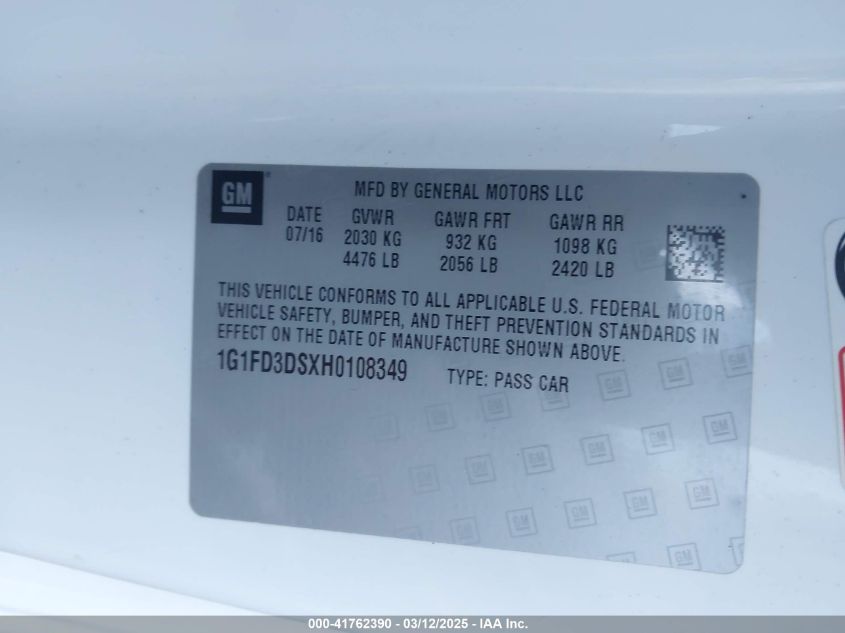 GM
MFD BY GENERAL MOTORS LLC
DATE GVWR GAWR FRT GAWR RR
07/16 2030 KG 932 KG 1098 KG
4476 LB 2056 LB 2420 LB
THIS VEHICLE CONFORMS TO ALL APPLICABLE U.S. FEDERAL MOTOR
VEHICLE SAFETY, BUMPER, AND THEFT PREVENTION STANDARDS IN
EFFECT ON THE DATE OF MANUFACTURE SHOWN ABOVE.
1G1FD3DSXH0108349 TYPE: PASS CAR
000-41762390 - 03/12/2025 - IAA Inc.